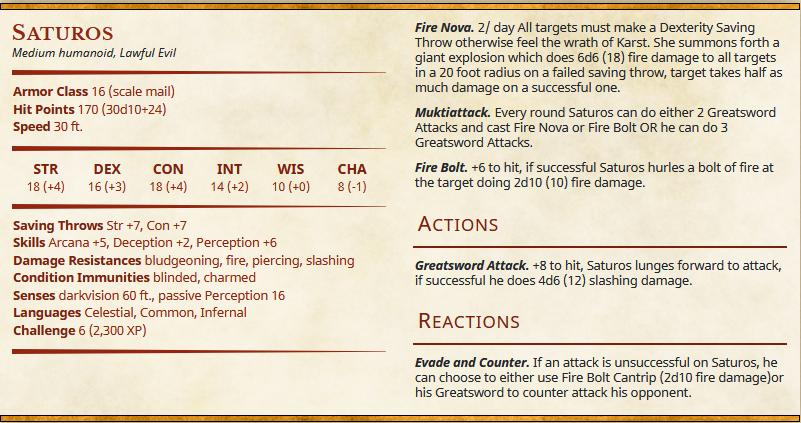 SATUROS
Medium humanoid, Lawful Evil
Armor Class 16 (scale mail)
Hit Points 170 (30d10+24)
Speed 30 ft.
STR DEX CON INT WIS CHA
18 (+4) 16 (+3) 18 (+4) 14 (+2) 10 (+0) 8 (-1)
Saving Throws Str +7, Con +7
Skills Arcana +5, Deception +2, Perception +6
Damage Resistances bludgeoning, fire, piercing, slashing
Condition Immunities blinded, charmed
Senses darkvision 60 ft., passive Perception 16
Languages Celestial, Common, Infernal
Challenge 6 (2,300 XP)
Fire Nova. 2/ day All targets must make a Dexterity Saving
Throw otherwise feel the wrath of Karst. She summons forth a
giant explosion which does 6d6 (18) fire damage to all targets
in a 20 foot radius on a failed saving throw, target takes half as
much damage on a successful one.
Muktiattack. Every round Saturos can do either 2 Greatsword
Attacks and cast Fire Nova or Fire Bolt OR he can do 3
Greatsword Attacks.
Fire Bolt. +6 to hit, if successful Saturos hurles a bolt of fire at
the target doing 2d10 (10) fire damage.
ACTIONS
Greatsword Attack. +8 to hit, Saturos lunges forward to attack,
if successful he does 4d6 (12) slashing damage.
REACTIONS
Evade and Counter. If an attack is unsuccessful on Saturos, he
can choose to either use Fire Bolt Cantrip (2d10 fire damage)or
his Greatsword to counter attack his opponent.